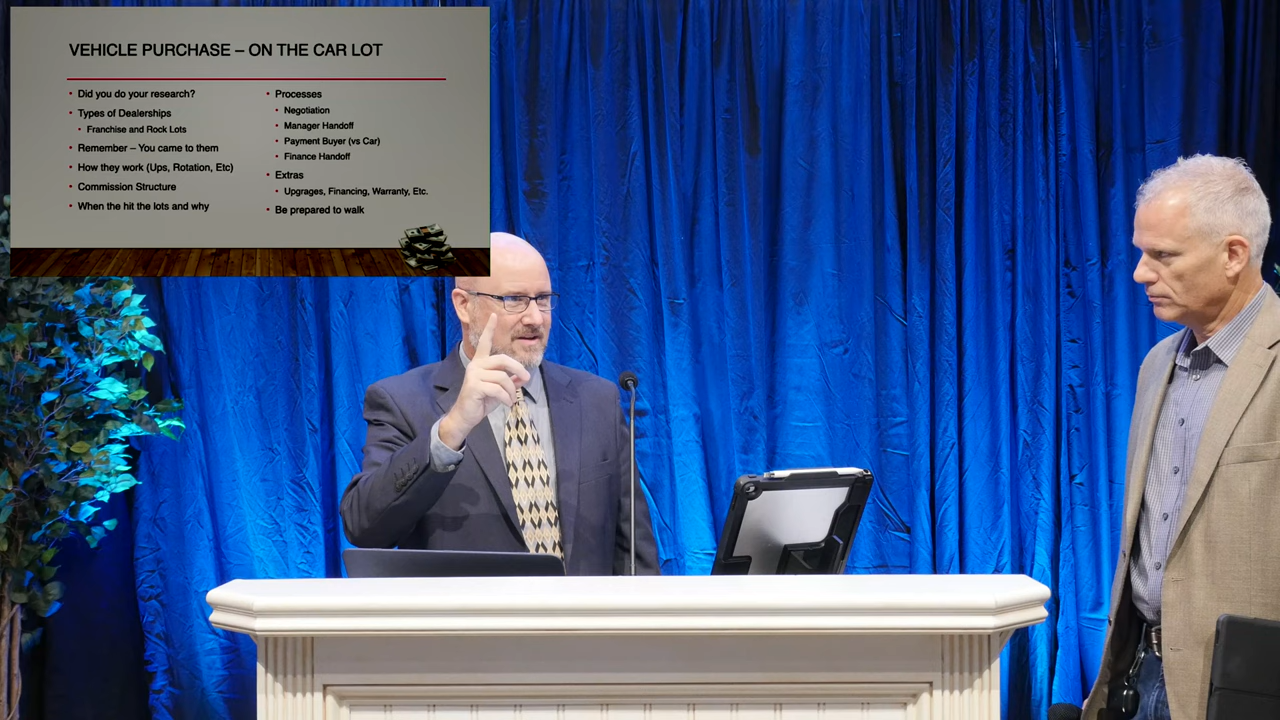 VEHICLE PURCHASE – ON THE CAR LOT
• Did you do your research?
• Types of Dealerships
• Franchise and Rock Lots
• Remember – You came to them
• How they work (Ups, Rotation, Etc)
• Commission Structure
• When the hit the lots and why
• Processes
• Negotiation
• Manager Handoff
• Payment Buyer (vs Car)
• Finance Handoff
• Extras
• Upgrages, Financing, Warranty, Etc.
• Be prepared to walk